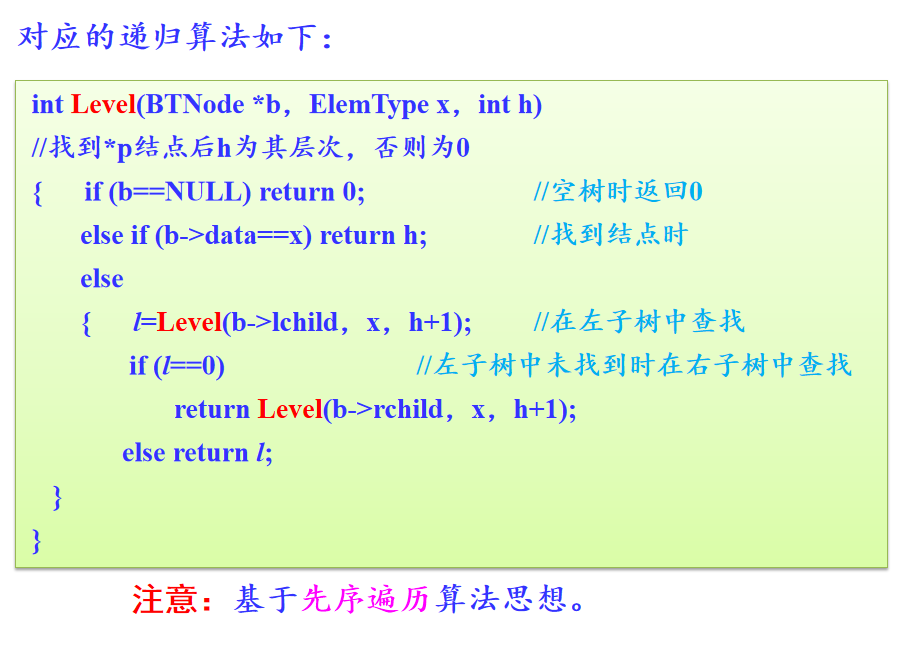 对应的递归算法如下：
int Level(BTNode *b，ElemType x，int h)
//找到*p结点后h为其层次，否则为0
{ if (b==NULL) return 0; //空树时返回0
else if (b->data==x) return h; //找到结点时
else
{ l=Level(b->lchild，x，h+1); //在左子树中查找
if (l==0) //左子树中未找到时在右子树中查找
return Level(b->rchild，x，h+1);
else return l;
}
}
注意：基于先序遍历算法思想。